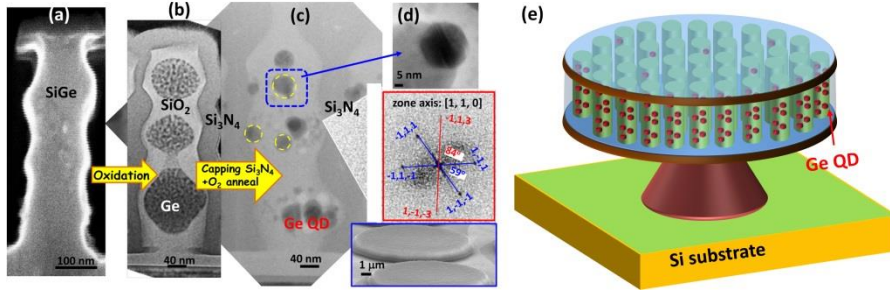 (a)
SiGe
100 nm
Oxidation
(b)
SiO2
Si3N4
Ge
40 nm
Capping Si3N4
+O2 anneal
(c)
Si3N4
Ge QD
40 nm
(d)
5 nm
zone axis: [1, 1, 0]
-1,1,3
-1,1,1
84°
1,-1,1
59°
-1,1,-1
1,-1,-1
1,-1,-3
1 μm
(e)
Ge QD
Si substrate